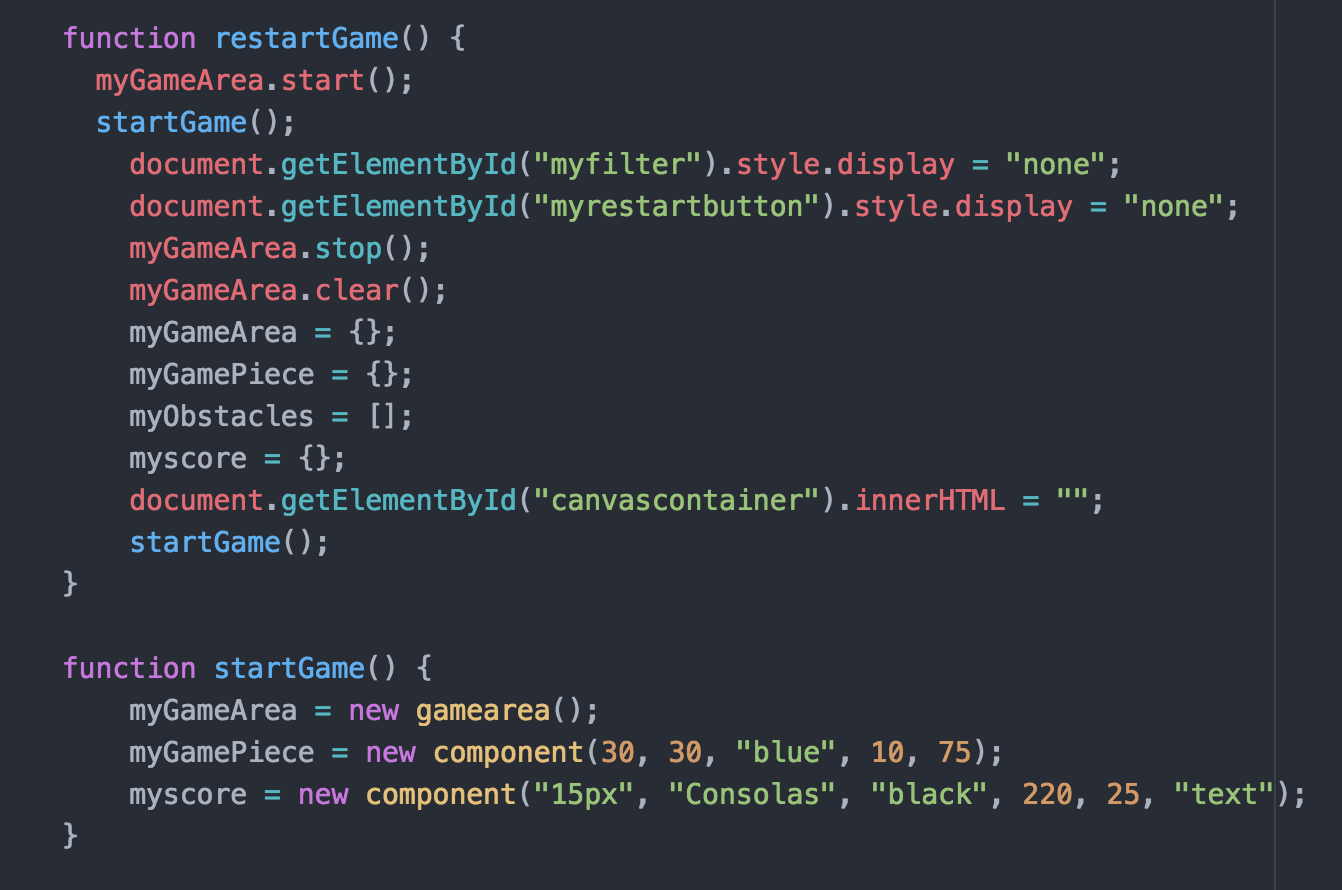 function restartGame() {
  myGameArea.start();
  startGame();
    document.getElementById("myfilter").style.display = "none";
    document.getElementById("myrestartbutton").style.display = "none";
    myGameArea.stop();
    myGameArea.clear();
    myGameArea = {};
    myGamePiece = {};
    myObstacles = [];
    myscore = {};
    document.getElementById("canvascontainer").innerHTML = "";
    startGame();
}

function startGame() {
    myGameArea = new gamearea();
    myGamePiece = new component(30, 30, "blue", 10, 75);
    myscore = new component("15px", "Consolas", "black", 220, 25, "text");
}